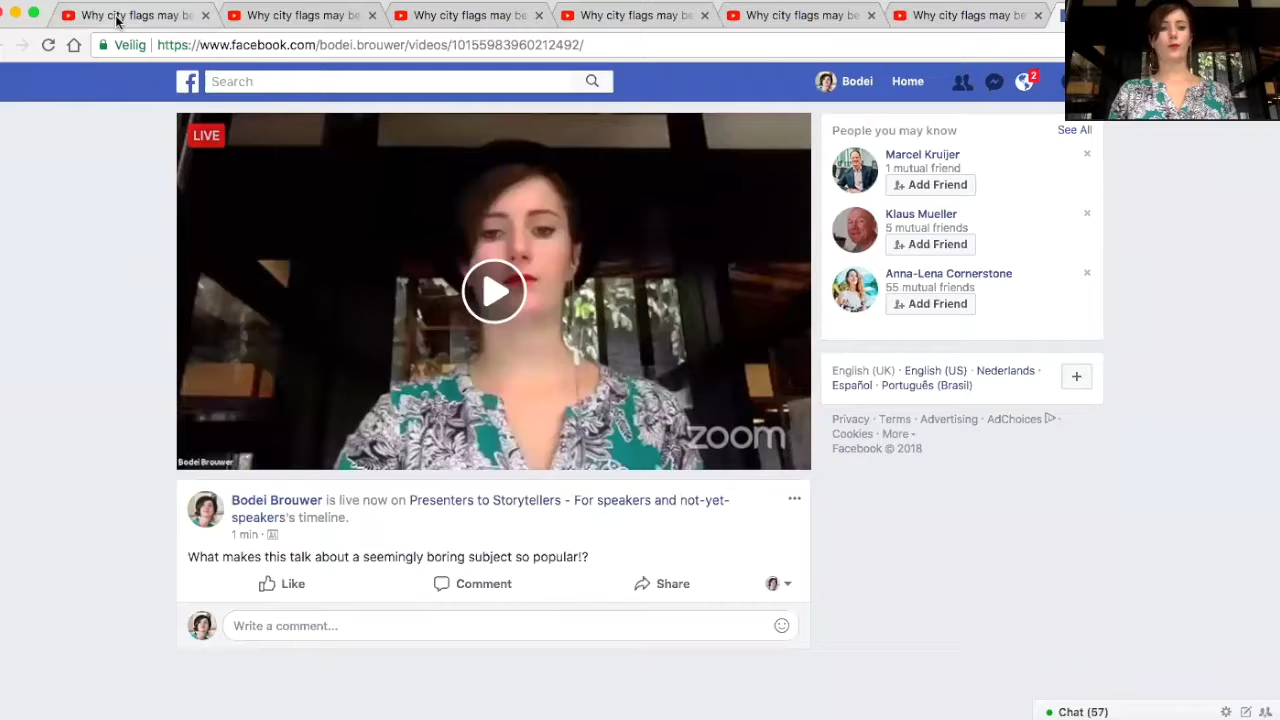 Why city flags may be
Why city flags may be
Why city flags may be
Why city flags may be
Why city flags may be
Why city flags may be
Veilig https://www.facebook.com/bodei.brouwer/videos/10155983960212492/
Search
Bodei
Home
2
LIVE
zoom
Bodei Brouwer
People you may know
See All
Marcel Kruijer
1 mutual friend
Add Friend
Klaus Mueller
5 mutual friends
Add Friend
Anna-Lena Cornerstone
55 mutual friends
Add Friend
English (UK) · English (US) · Nederlands ·
Español · Português (Brasil)
Privacy · Terms · Advertising · AdChoices ·
Cookies · More
Facebook © 2018
Bodei Brouwer is live now on Presenters to Storytellers - For speakers and not-yet-
speakers's timeline.
1 min ·
What makes this talk about a seemingly boring subject so popular!?
Like
Comment
Share
Write a comment...
Chat (57)